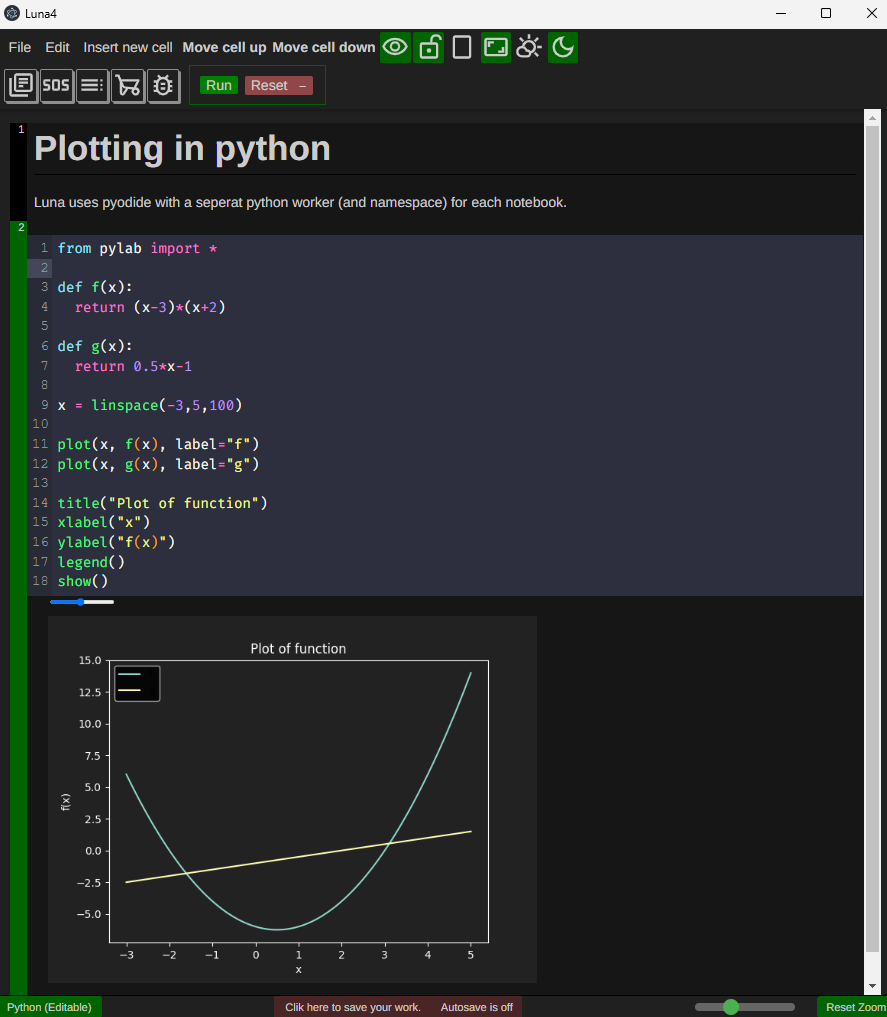 Luna4
File Edit Insert new cell Move cell up Move cell down
SOS Run Reset –
1
Plotting in python
Luna uses pyodide with a seperat python worker (and namespace) for each notebook.
2
1 from pylab import *
2
3 def f(x):
4 return (x-3)*(x+2)
5
6 def g(x):
7 return 0.5*x-1
8
9 x = linspace(-3,5,100)
10
11 plot(x, f(x), label="f")
12 plot(x, g(x), label="g")
13
14 title("Plot of function")
15 xlabel("x")
16 ylabel("f(x)")
17 legend()
18 show()
Plot of function
15.0
12.5
10.0
7.5
5.0
2.5
0.0
−2.5
−5.0
f(x)
−3 −2 −1 0 1 2 3 4 5
x
Python (Editable) Clik here to save your work. Autosave is off Reset Zoom